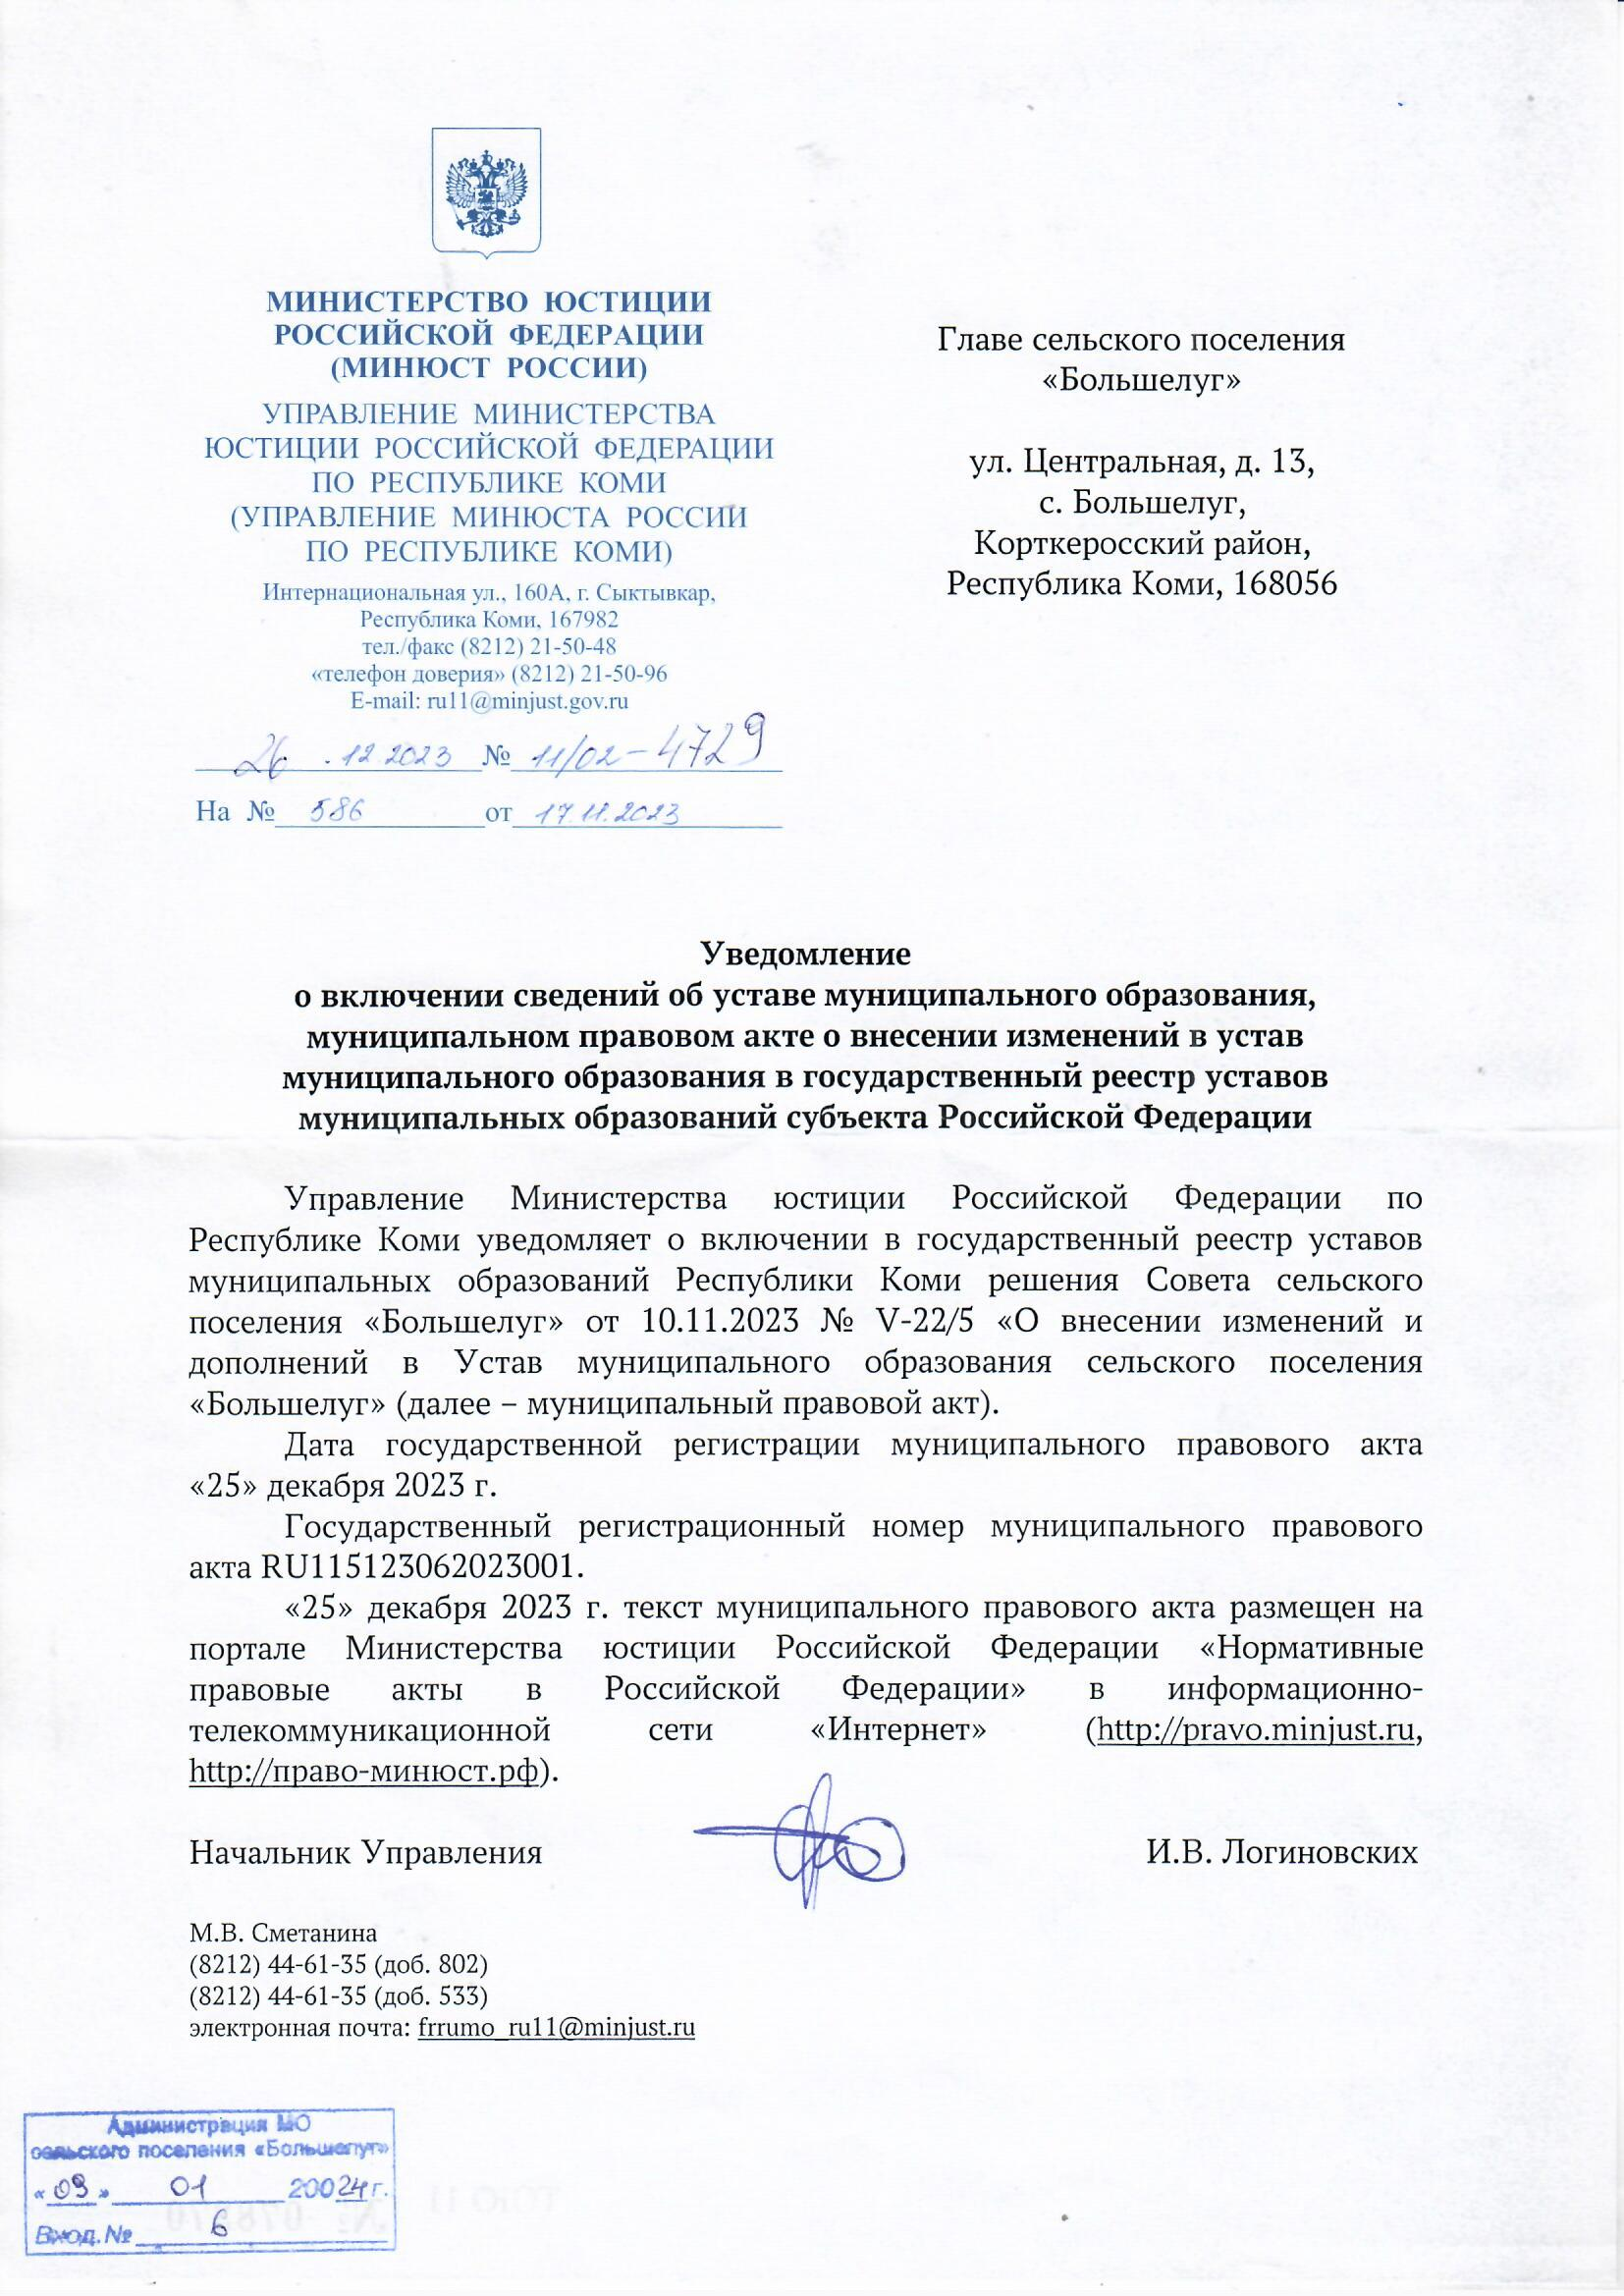 МИНИСТЕРСТВО ЮСТИЦИИ
РОССИЙСКОЙ ФЕДЕРАЦИИ
(МИНЮСТ РОССИИ)
УПРАВЛЕНИЕ МИНИСТЕРСТВА
ЮСТИЦИИ РОССИЙСКОЙ ФЕДЕРАЦИИ
ПО РЕСПУБЛИКЕ КОМИ
(УПРАВЛЕНИЕ МИНЮСТА РОССИИ
ПО РЕСПУБЛИКЕ КОМИ)
Интернациональная ул., 160А, г. Сыктывкар,
Республика Коми, 167982
тел./факс (8212) 21-50-48
«телефон доверия» (8212) 21-50-96
E-mail: ru11@minjust.gov.ru
26.12.2023 № 11/02-4729
На № 586 от 17.11.2023
Главе сельского поселения
«Большелуг»
ул. Центральная, д. 13,
с. Большелуг,
Корткеросский район,
Республика Коми, 168056
Уведомление
о включении сведений об уставе муниципального образования,
муниципальном правовом акте о внесении изменений в устав
муниципального образования в государственный реестр уставов
муниципальных образований субъекта Российской Федерации
Управление Министерства юстиции Российской Федерации по
Республике Коми уведомляет о включении в государственный реестр уставов
муниципальных образований Республики Коми решения Совета сельского
поселения «Большелуг» от 10.11.2023 № V-22/5 «О внесении изменений и
дополнений в Устав муниципального образования сельского поселения
«Большелуг» (далее – муниципальный правовой акт).
Дата государственной регистрации муниципального правового акта
«25» декабря 2023 г.
Государственный регистрационный номер муниципального правового
акта RU115123062023001.
«25» декабря 2023 г. текст муниципального правового акта размещен на
портале Министерства юстиции Российской Федерации «Нормативные
правовые акты в Российской Федерации» в информационно-
телекоммуникационной сети «Интернет» (http://pravo.minjust.ru,
http://право-минюст.рф).
Начальник Управления И.В. Логиновских
М.В. Сметанина
(8212) 44-61-35 (доб. 802)
(8212) 44-61-35 (доб. 533)
электронная почта: frrumo_ru11@minjust.ru
Администрация МО
сельского поселения «Большелуг»
«09» 01 20024 г.
Вход. № 6